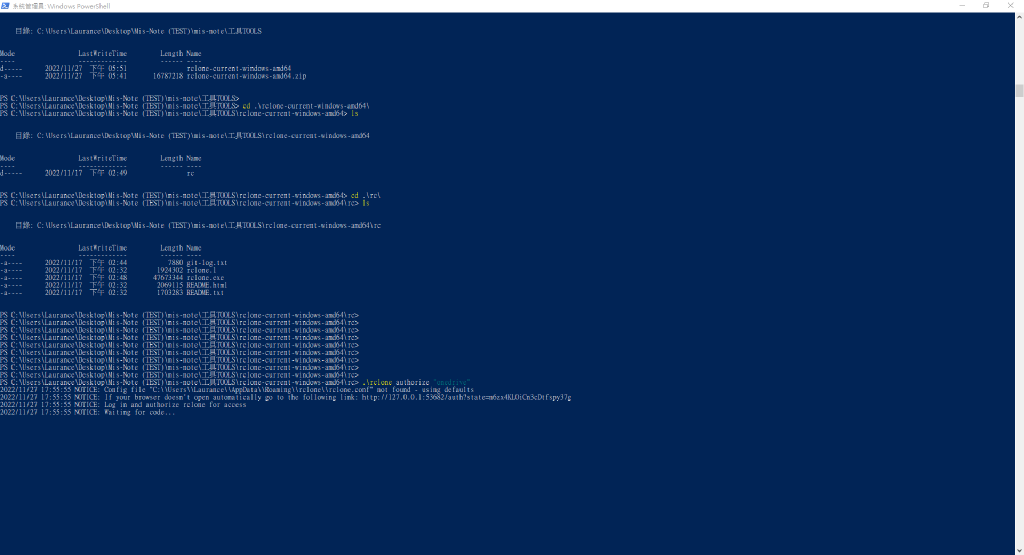 系統管理員: Windows PowerShell
目錄: C:\Users\Laurance\Desktop\Mis-Note (TEST)\mis-note\工具TOOLS
Mode LastWriteTime Length Name
---- ------------- ------ ----
d----- 2022/11/27 下午 05:51 rclone-current-windows-amd64
-a---- 2022/11/27 下午 05:41 16787218 rclone-current-windows-amd64.zip
PS C:\Users\Laurance\Desktop\Mis-Note (TEST)\mis-note\工具TOOLS>
PS C:\Users\Laurance\Desktop\Mis-Note (TEST)\mis-note\工具TOOLS> cd .\rclone-current-windows-amd64\
PS C:\Users\Laurance\Desktop\Mis-Note (TEST)\mis-note\工具TOOLS\rclone-current-windows-amd64> ls
目錄: C:\Users\Laurance\Desktop\Mis-Note (TEST)\mis-note\工具TOOLS\rclone-current-windows-amd64
Mode LastWriteTime Length Name
---- ------------- ------ ----
d----- 2022/11/17 下午 02:49 rc
PS C:\Users\Laurance\Desktop\Mis-Note (TEST)\mis-note\工具TOOLS\rclone-current-windows-amd64> cd .\rc\
PS C:\Users\Laurance\Desktop\Mis-Note (TEST)\mis-note\工具TOOLS\rclone-current-windows-amd64\rc> ls
目錄: C:\Users\Laurance\Desktop\Mis-Note (TEST)\mis-note\工具TOOLS\rclone-current-windows-amd64\rc
Mode LastWriteTime Length Name
---- ------------- ------ ----
-a---- 2022/11/17 下午 02:44 7880 git-log.txt
-a---- 2022/11/17 下午 02:32 1924302 rclone.1
-a---- 2022/11/17 下午 02:48 47673344 rclone.exe
-a---- 2022/11/17 下午 02:32 2069115 README.html
-a---- 2022/11/17 下午 02:32 1703283 README.txt
PS C:\Users\Laurance\Desktop\Mis-Note (TEST)\mis-note\工具TOOLS\rclone-current-windows-amd64\rc>
PS C:\Users\Laurance\Desktop\Mis-Note (TEST)\mis-note\工具TOOLS\rclone-current-windows-amd64\rc>
PS C:\Users\Laurance\Desktop\Mis-Note (TEST)\mis-note\工具TOOLS\rclone-current-windows-amd64\rc>
PS C:\Users\Laurance\Desktop\Mis-Note (TEST)\mis-note\工具TOOLS\rclone-current-windows-amd64\rc>
PS C:\Users\Laurance\Desktop\Mis-Note (TEST)\mis-note\工具TOOLS\rclone-current-windows-amd64\rc>
PS C:\Users\Laurance\Desktop\Mis-Note (TEST)\mis-note\工具TOOLS\rclone-current-windows-amd64\rc>
PS C:\Users\Laurance\Desktop\Mis-Note (TEST)\mis-note\工具TOOLS\rclone-current-windows-amd64\rc>
PS C:\Users\Laurance\Desktop\Mis-Note (TEST)\mis-note\工具TOOLS\rclone-current-windows-amd64\rc>
PS C:\Users\Laurance\Desktop\Mis-Note (TEST)\mis-note\工具TOOLS\rclone-current-windows-amd64\rc>
PS C:\Users\Laurance\Desktop\Mis-Note (TEST)\mis-note\工具TOOLS\rclone-current-windows-amd64\rc> .\rclone authorize "onedrive"
2022/11/27 17:55:55 NOTICE: Config file "C:\\Users\\Laurance\\AppData\\Roaming\\rclone\\rclone.conf" not found - using defaults
2022/11/27 17:55:55 NOTICE: If your browser doesn't open automatically go to the following link: http://127.0.0.1:53682/auth?state=m6zx4KLOiCn3cDtfspy37g
2022/11/27 17:55:55 NOTICE: Log in and authorize rclone for access
2022/11/27 17:55:55 NOTICE: Waiting for code...